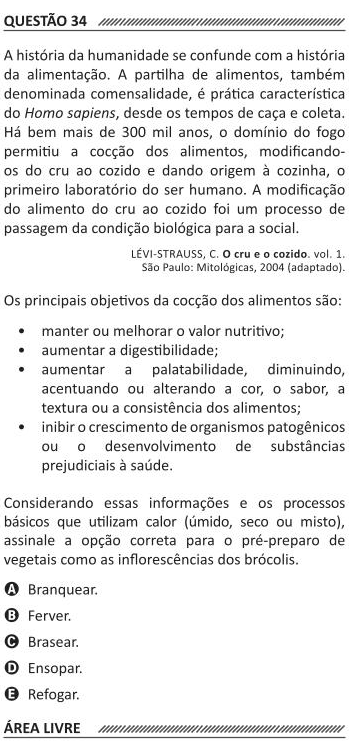 QUESTÃO 34
A história da humanidade se confunde com a história
da alimentação. A partilha de alimentos, também
denominada comensalidade, é prática característica
do Homo sapiens, desde os tempos de caça e coleta.
Há bem mais de 300 mil anos, o domínio do fogo
permitiu a cocção dos alimentos, modificando-
os do cru ao cozido e dando origem à cozinha, o
primeiro laboratório do ser humano. A modificação
do alimento do cru ao cozido foi um processo de
passagem da condição biológica para a social.
LÉVI-STRAUSS, C. O cru e o cozido. vol. 1.
São Paulo: Mitológicas, 2004 (adaptado).
Os principais objetivos da cocção dos alimentos são:
• manter ou melhorar o valor nutritivo;
• aumentar a digestibilidade;
• aumentar a palatabilidade, diminuindo,
acentuando ou alterando a cor, o sabor, a
textura ou a consistência dos alimentos;
• inibir o crescimento de organismos patogênicos
ou o desenvolvimento de substâncias
prejudiciais à saúde.
Considerando essas informações e os processos
básicos que utilizam calor (úmido, seco ou misto),
assinale a opção correta para o pré-preparo de
vegetais como as inflorescências dos brócolis.
A Branquear.
B Ferver.
C Brasear.
D Ensopar.
E Refogar.
ÁREA LIVRE